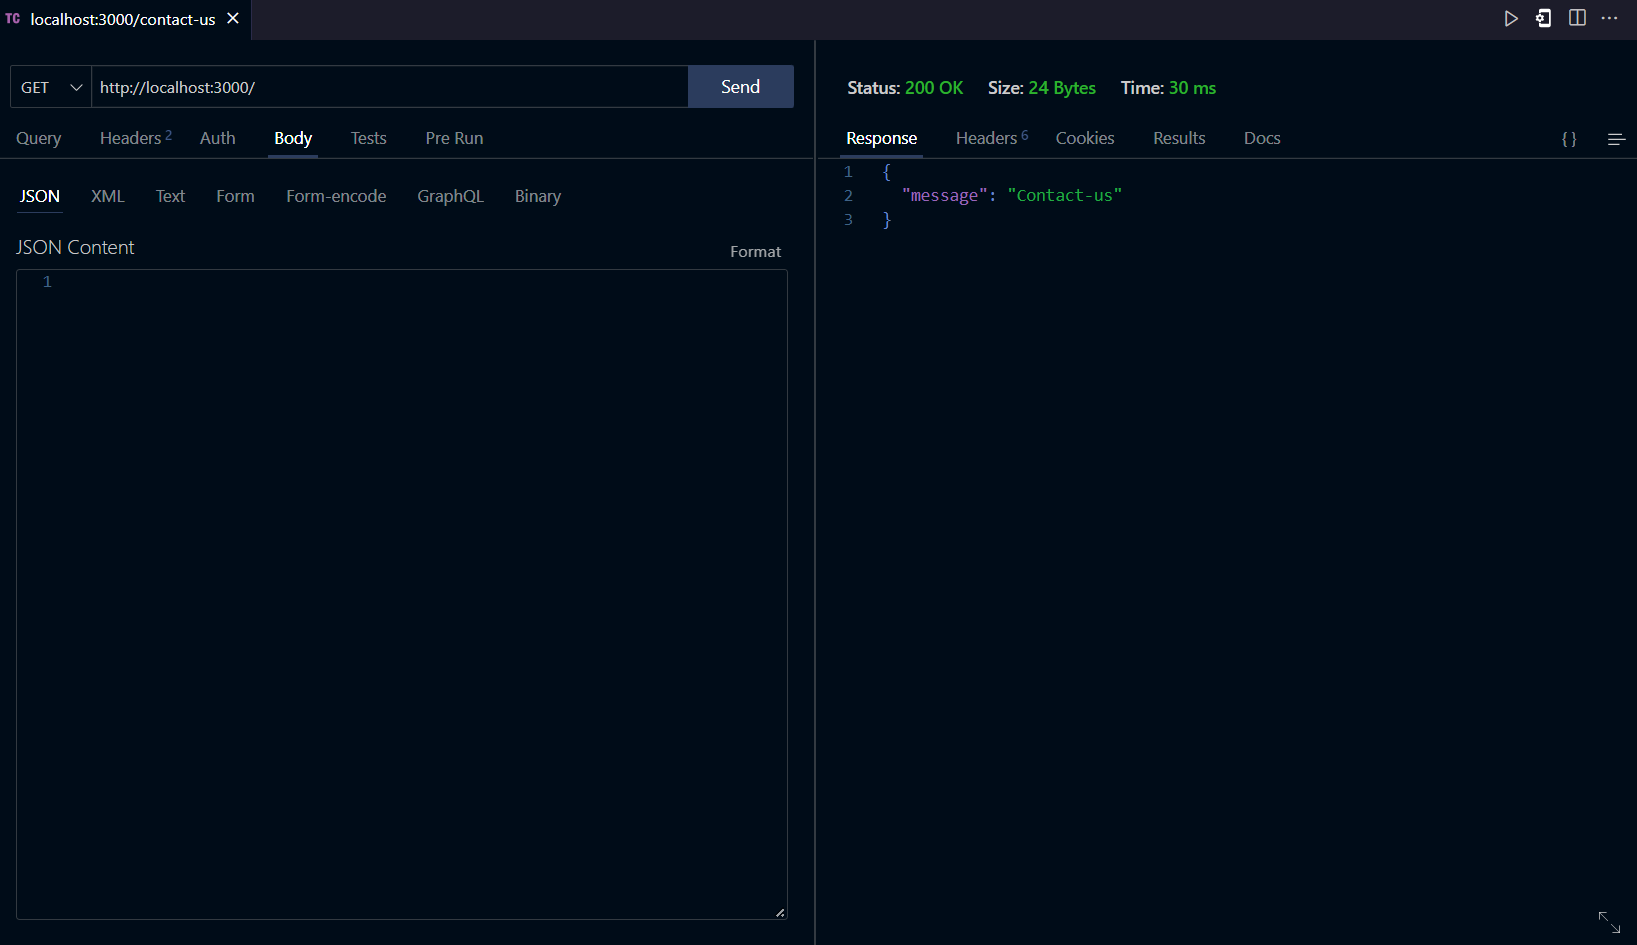 TC localhost:3000/contact-us
GET http://localhost:3000/ Send
Query Headers 2 Auth Body Tests Pre Run
JSON XML Text Form Form-encode GraphQL Binary
JSON Content
Format
1
Status: 200 OK Size: 24 Bytes Time: 30 ms
Response Headers 6 Cookies Results Docs {}
1 {
2 "message": "Contact-us"
3 }